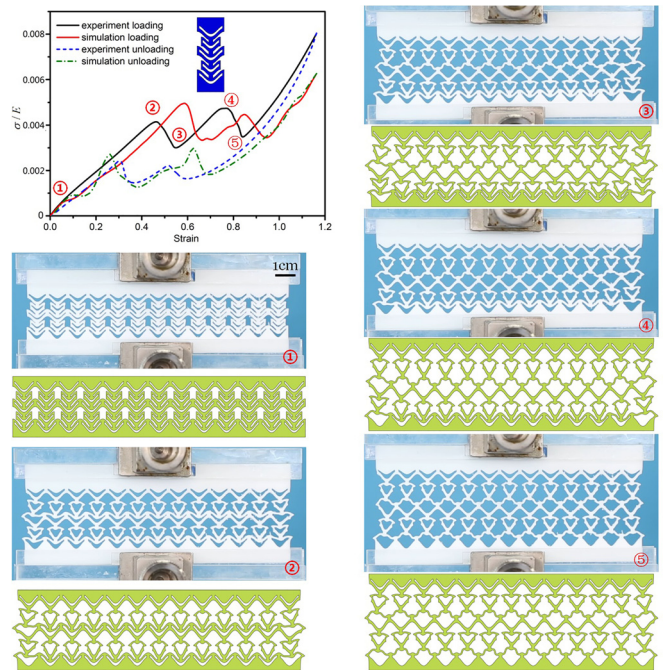 experiment loading
simulation loading
experiment unloading
simulation unloading
σ / E
0.008
0.006
0.004
0.002
0
0.0 0.2 0.4 0.6 0.8 1.0 1.2
Strain
①
②
③
④
⑤
1cm
①
②
③
④
⑤